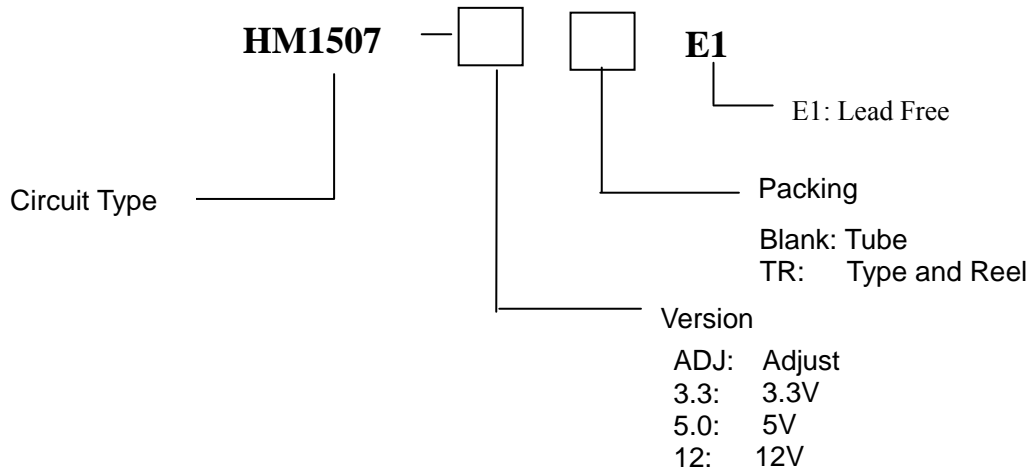 HM1507 — E1
E1: Lead Free
Circuit Type
Packing
Blank: Tube
TR: Type and Reel
Version
ADJ: Adjust
3.3: 3.3V
5.0: 5V
12: 12V